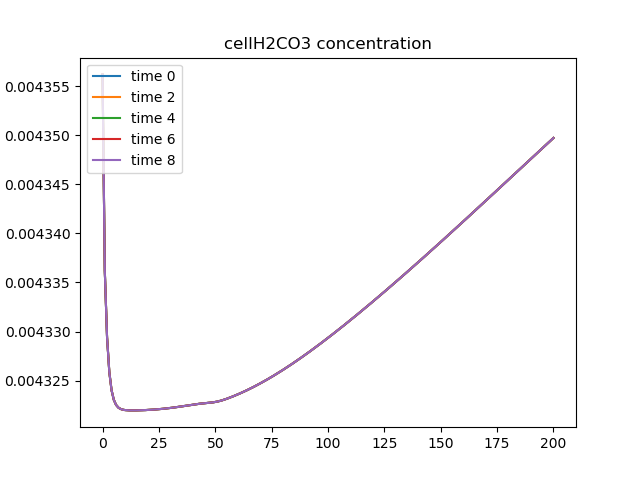 cellH2CO3 concentration
time 0
time 2
time 4
time 6
time 8
0.004355
0.004350
0.004345
0.004340
0.004335
0.004330
0.004325
0 25 50 75 100 125 150 175 200